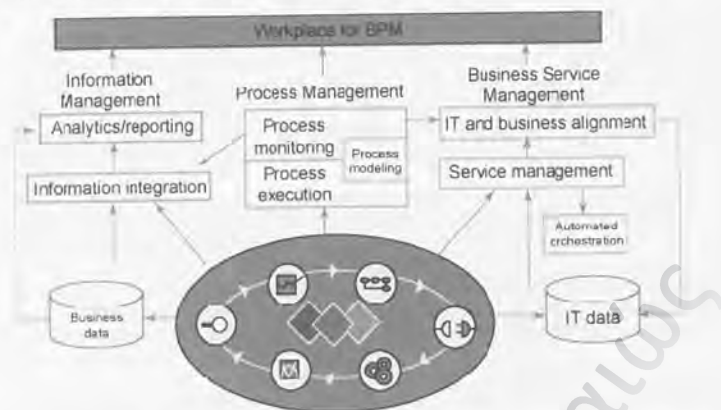 Workplace for BPM
Information
Management
Process Management
Business Service
Management
Analytics/reporting
Process
monitoring
IT and business alignment
Process
modeling
Information integration
Process
execution
Service management
Automated
orchestration
Business
data
IT data